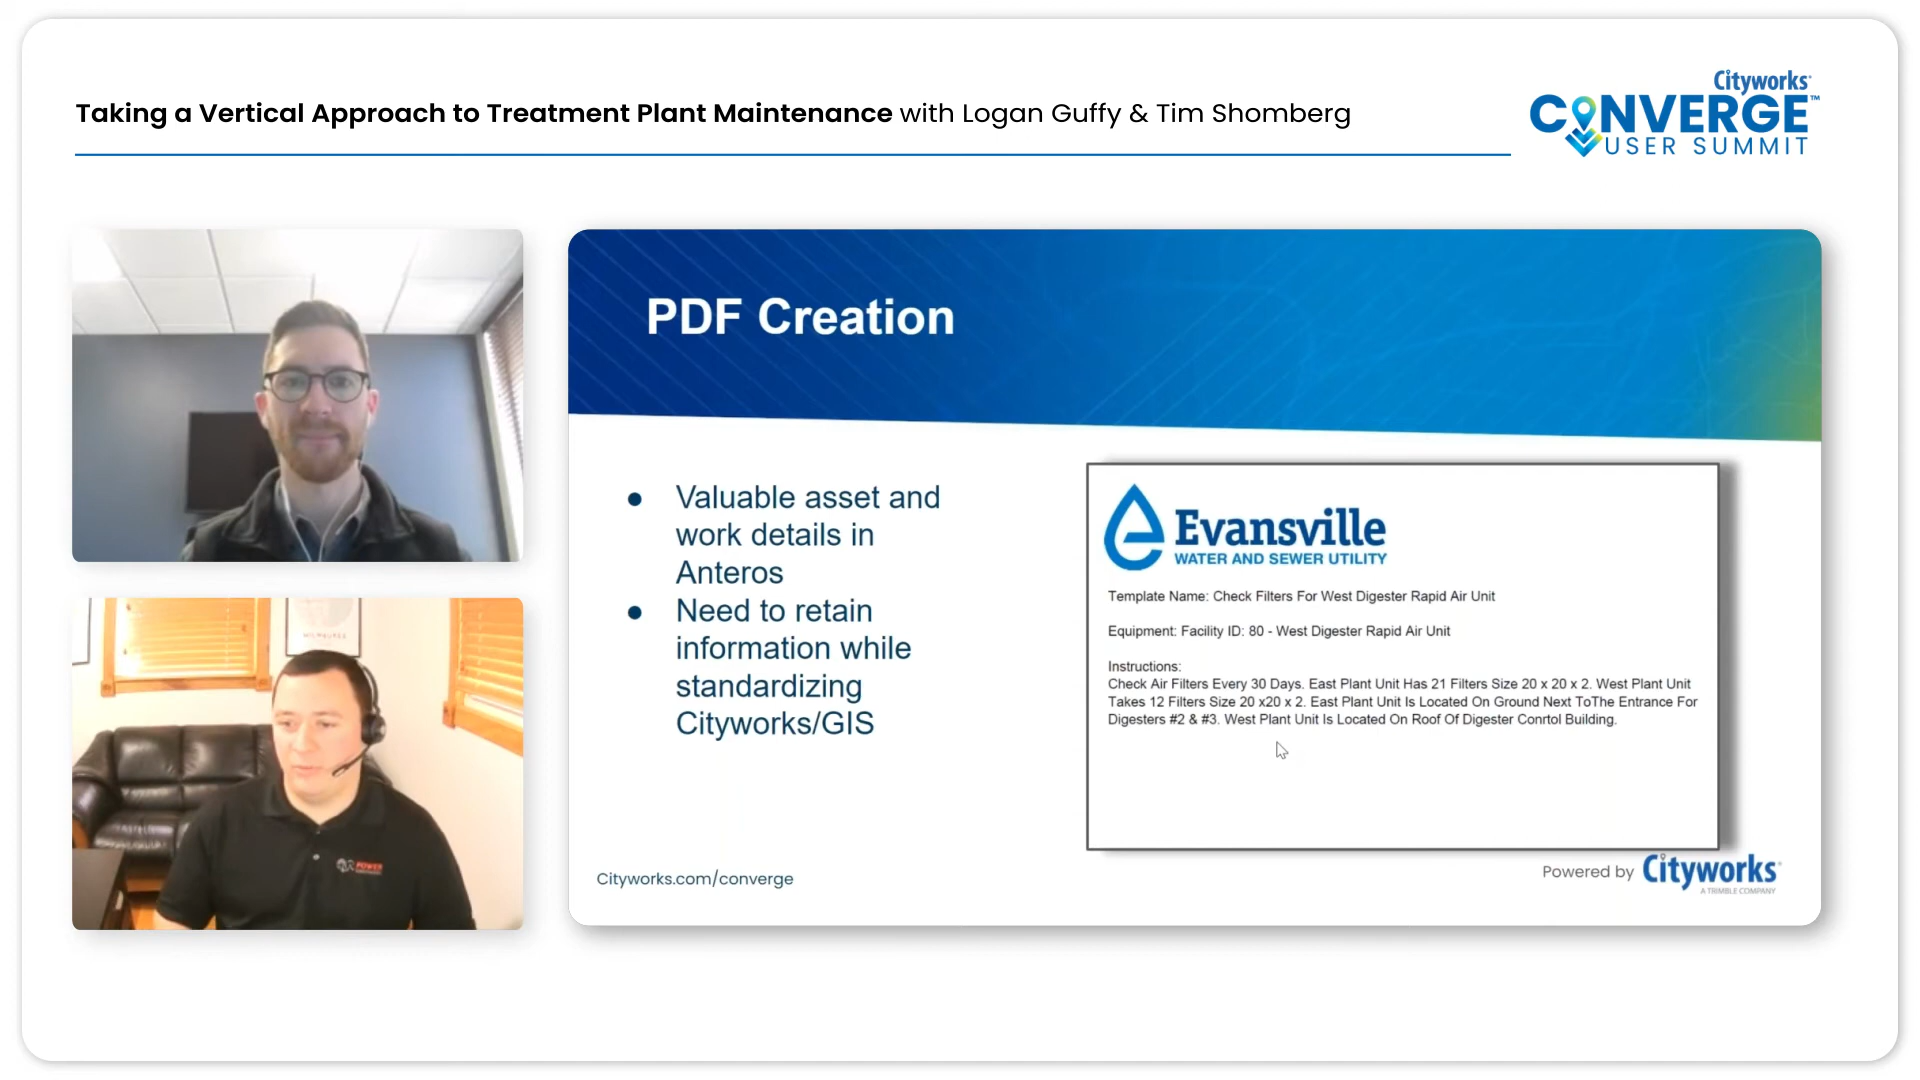 Taking a Vertical Approach to Treatment Plant Maintenance with Logan Guffy & Tim Shomberg
Cityworks
CONVERGE™
USER SUMMIT
PDF Creation
● Valuable asset and
work details in
Anteros
● Need to retain
information while
standardizing
Cityworks/GIS
Evansville
WATER AND SEWER UTILITY
Template Name: Check Filters For West Digester Rapid Air Unit
Equipment: Facility ID: 80 - West Digester Rapid Air Unit
Instructions:
Check Air Filters Every 30 Days. East Plant Unit Has 21 Filters Size 20 x 20 x 2. West Plant Unit
Takes 12 Filters Size 20 x20 x 2. East Plant Unit Is Located On Ground Next ToThe Entrance For
Digesters #2 & #3. West Plant Unit Is Located On Roof Of Digester Conrtol Building.
Cityworks.com/converge
Powered by Cityworks
A TRIMBLE COMPANY
MILWAUKEE
POWER